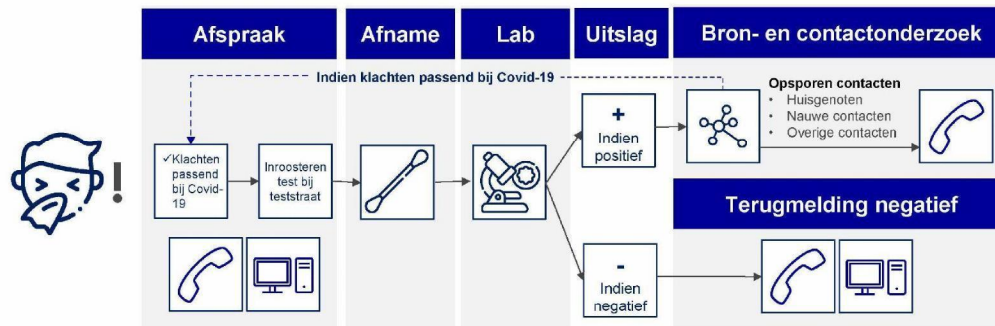 Afspraak
Afname
Lab
Uitslag
Bron- en contactonderzoek
Indien klachten passend bij Covid-19
Opsporen contacten
• Huisgenoten
• Nauwe contacten
• Overige contacten
+
Indien
positief
✓Klachten
passend
bij Covid-
19
Inroosteren
test bij
teststraat
!
Terugmelding negatief
-
Indien
negatief